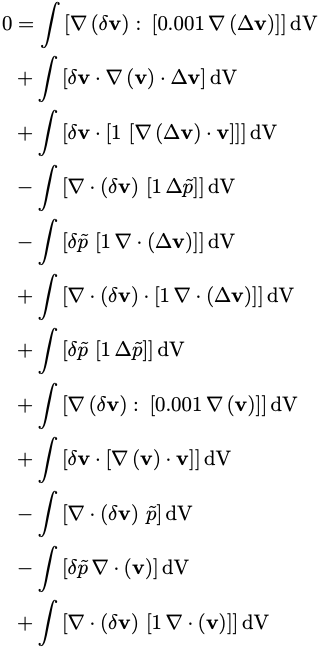 0 = ∫ [∇ (δ𝐯) : [0.001 ∇ (Δ𝐯)]] dV
+ ∫ [δ𝐯 · ∇ (𝐯) · Δ𝐯] dV
+ ∫ [δ𝐯 · [1 [∇ (Δ𝐯) · 𝐯]]] dV
− ∫ [∇ · (δ𝐯) [1 Δp̃]] dV
− ∫ [δp̃ [1 ∇ · (Δ𝐯)]] dV
+ ∫ [∇ · (δ𝐯) · [1 ∇ · (Δ𝐯)]] dV
+ ∫ [δp̃ [1 Δp̃]] dV
+ ∫ [∇ (δ𝐯) : [0.001 ∇ (𝐯)]] dV
+ ∫ [δ𝐯 · [∇ (𝐯) · 𝐯]] dV
− ∫ [∇ · (δ𝐯) p̃] dV
− ∫ [δp̃ ∇ · (𝐯)] dV
+ ∫ [∇ · (δ𝐯) [1 ∇ · (𝐯)]] dV